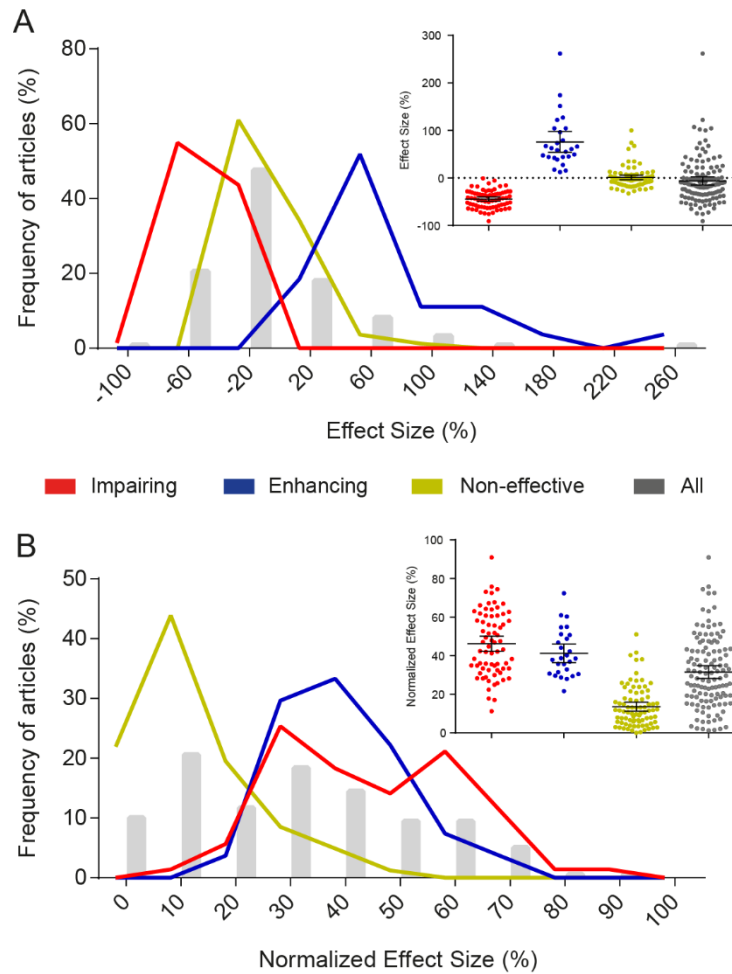 A
Frequency of articles (%)
80
60
40
20
0
-100 -60 -20 20 60 100 140 180 220 260
Effect Size (%)
Effect Size (%)
300
200
100
0
-100
Impairing Enhancing Non-effective All
B
Frequency of articles (%)
50
40
30
20
10
0
0 10 20 30 40 50 60 70 80 90 100
Normalized Effect Size (%)
Normalized Effect Size (%)
100
80
60
40
20
0